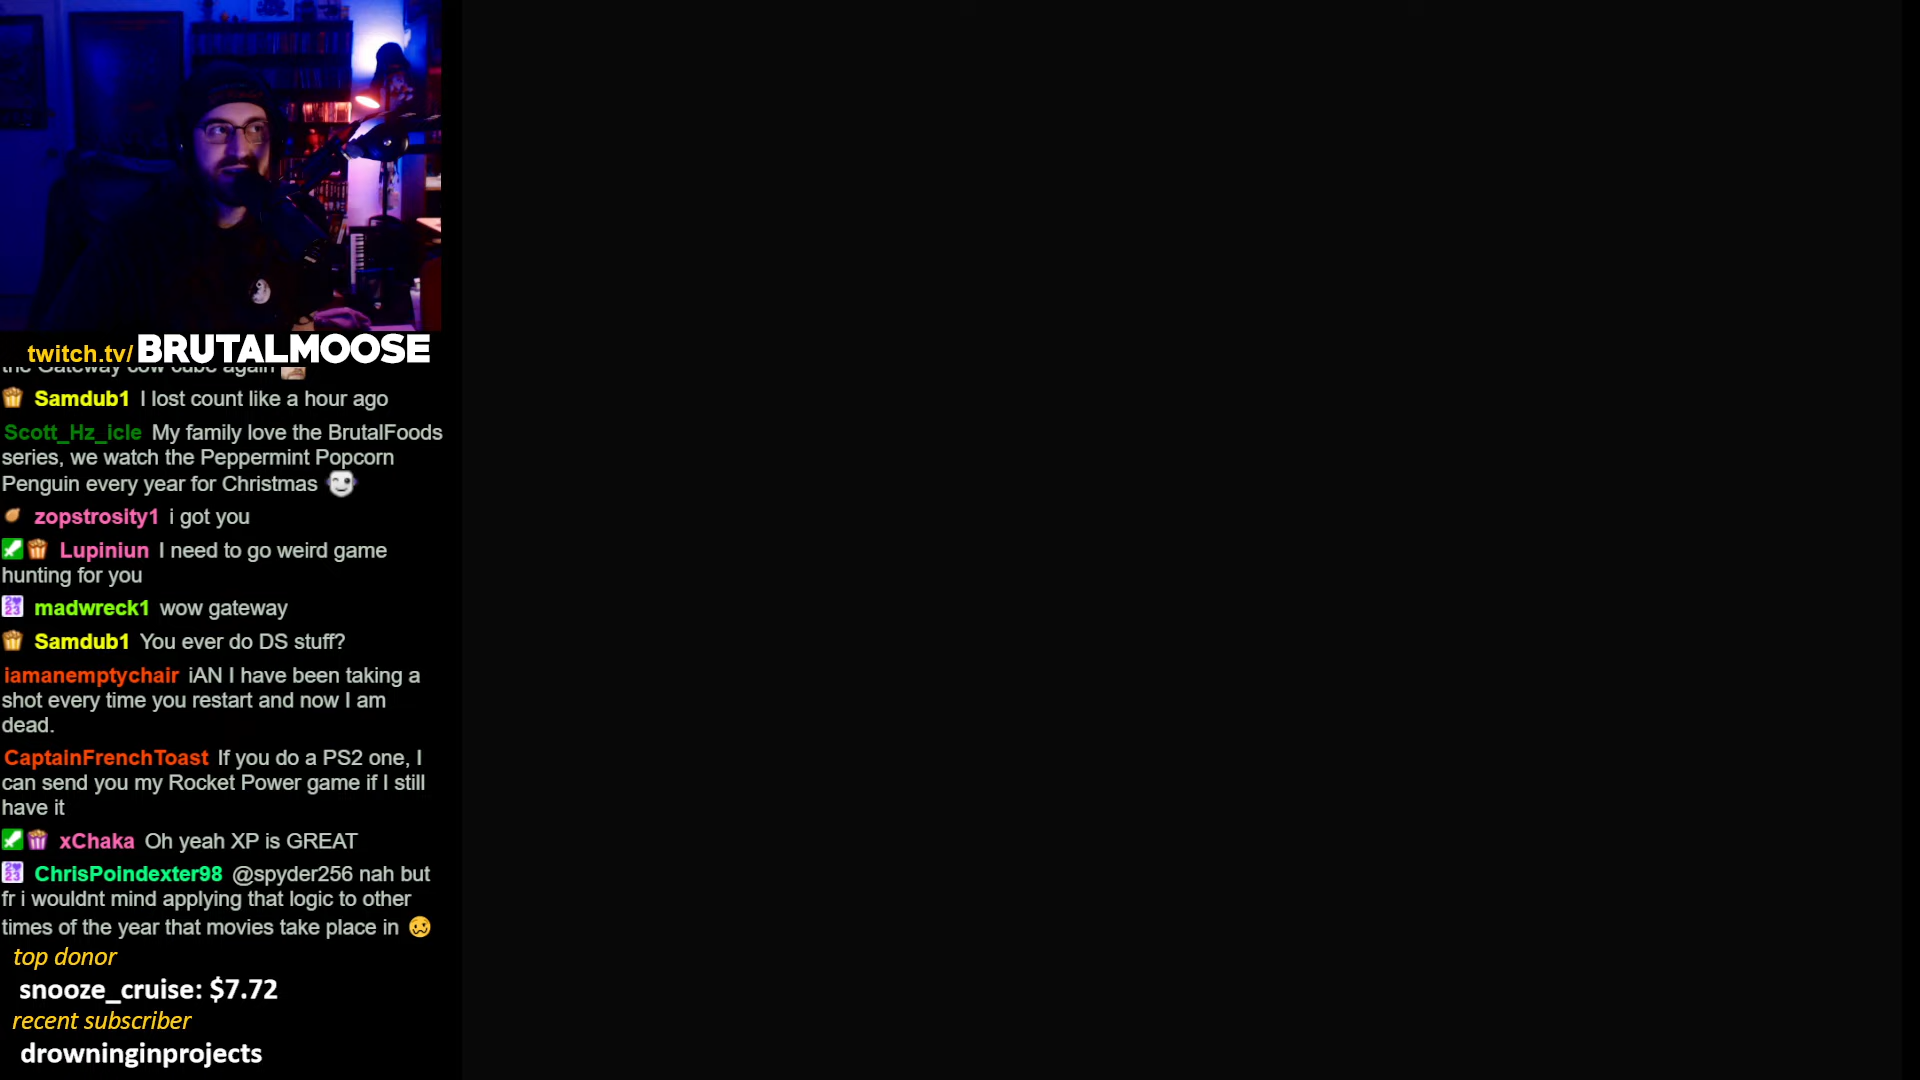 twitch.tv/BRUTALMOOSE
the Gateway cow cube again
Samdub1 I lost count like a hour ago
Scott_Hz_icle My family love the BrutalFoods
series, we watch the Peppermint Popcorn
Penguin every year for Christmas
zopstrosity1 i got you
Lupiniun I need to go weird game
hunting for you
madwreck1 wow gateway
Samdub1 You ever do DS stuff?
iamanemptychair iAN I have been taking a
shot every time you restart and now I am
dead.
CaptainFrenchToast If you do a PS2 one, I
can send you my Rocket Power game if I still
have it
xChaka Oh yeah XP is GREAT
ChrisPoindexter98 @spyder256 nah but
fr i wouldnt mind applying that logic to other
times of the year that movies take place in
top donor
snooze_cruise: $7.72
recent subscriber
drowninginprojects